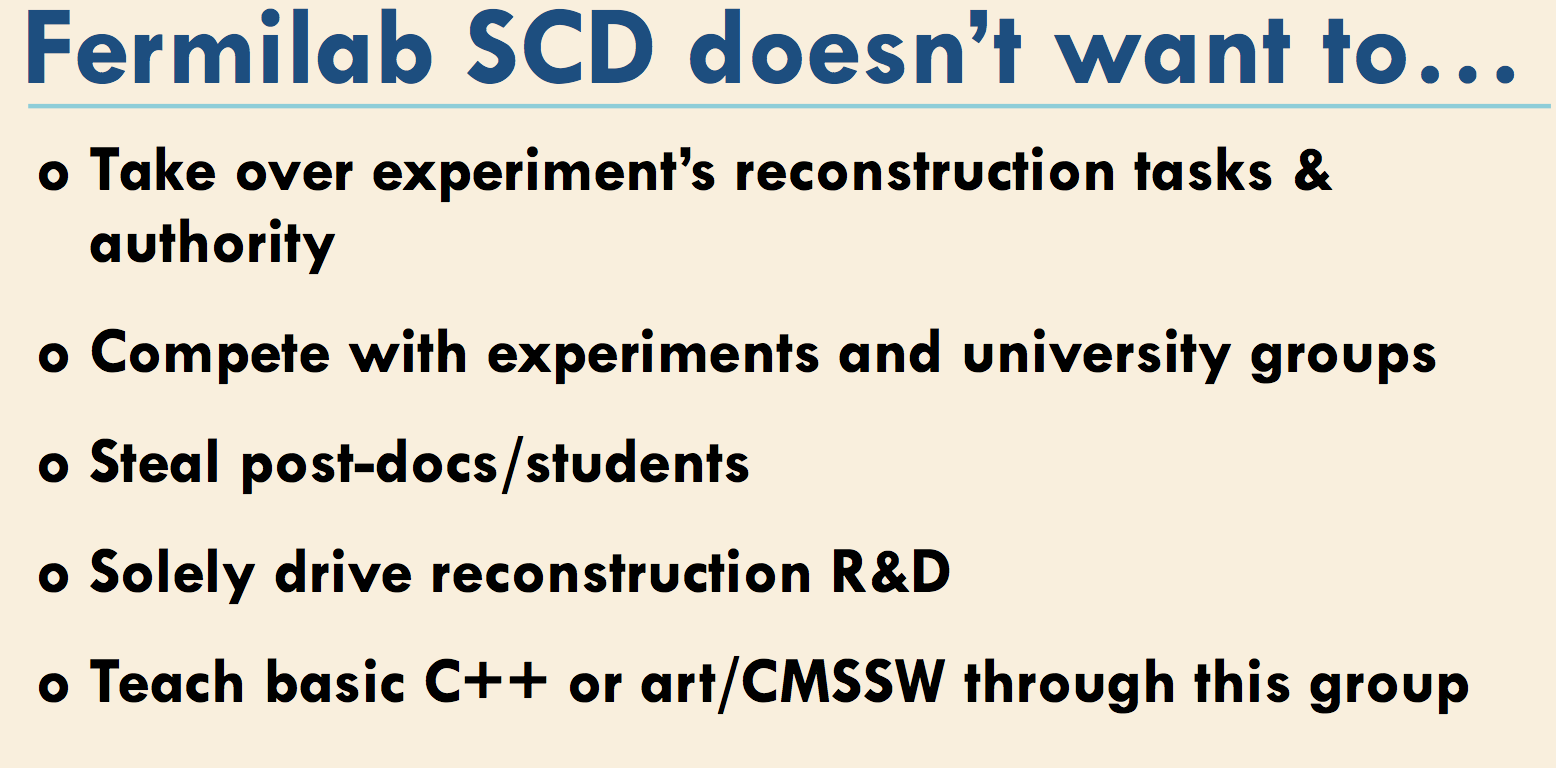 Fermilab SCD doesn’t want to…
o Take over experiment’s reconstruction tasks &
authority
o Compete with experiments and university groups
o Steal post-docs/students
o Solely drive reconstruction R&D
o Teach basic C++ or art/CMSSW through this group